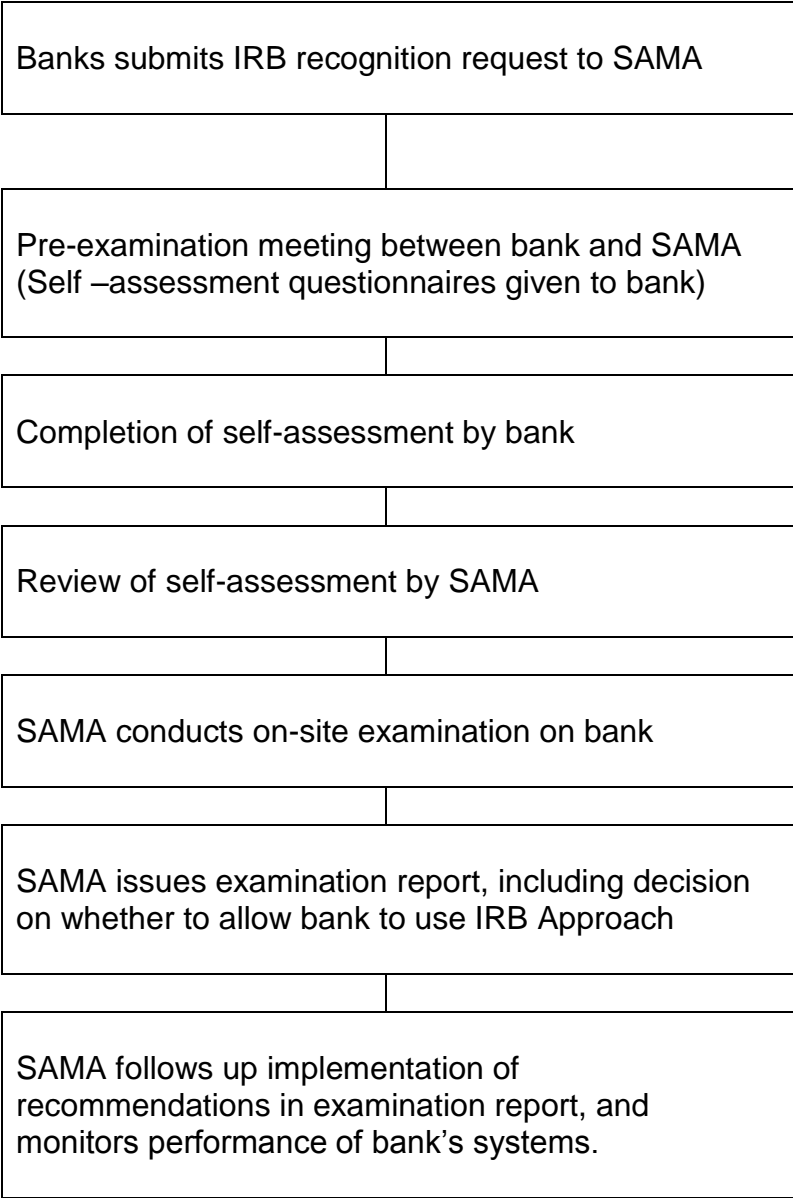 Banks submits IRB recognition request to SAMA
Pre-examination meeting between bank and SAMA
(Self –assessment questionnaires given to bank)
Completion of self-assessment by bank
Review of self-assessment by SAMA
SAMA conducts on-site examination on bank
SAMA issues examination report, including decision
on whether to allow bank to use IRB Approach
SAMA follows up implementation of
recommendations in examination report, and
monitors performance of bank’s systems.